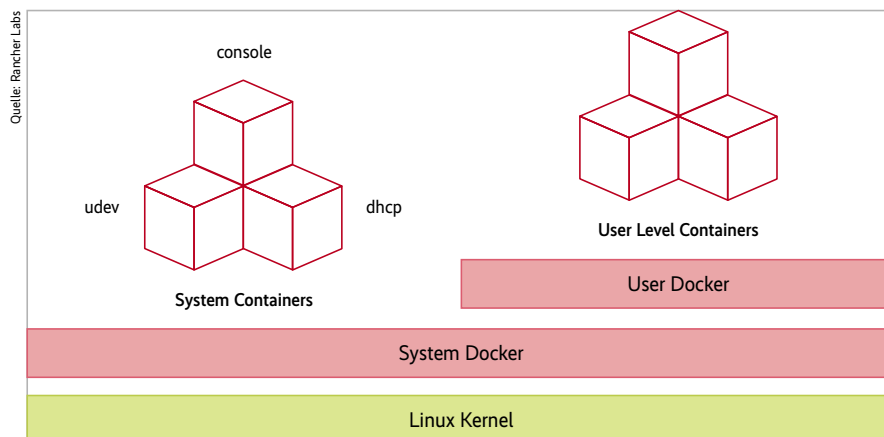 Quelle: Rancher Labs
console
udev
dhcp
System Containers
User Level Containers
User Docker
System Docker
Linux Kernel